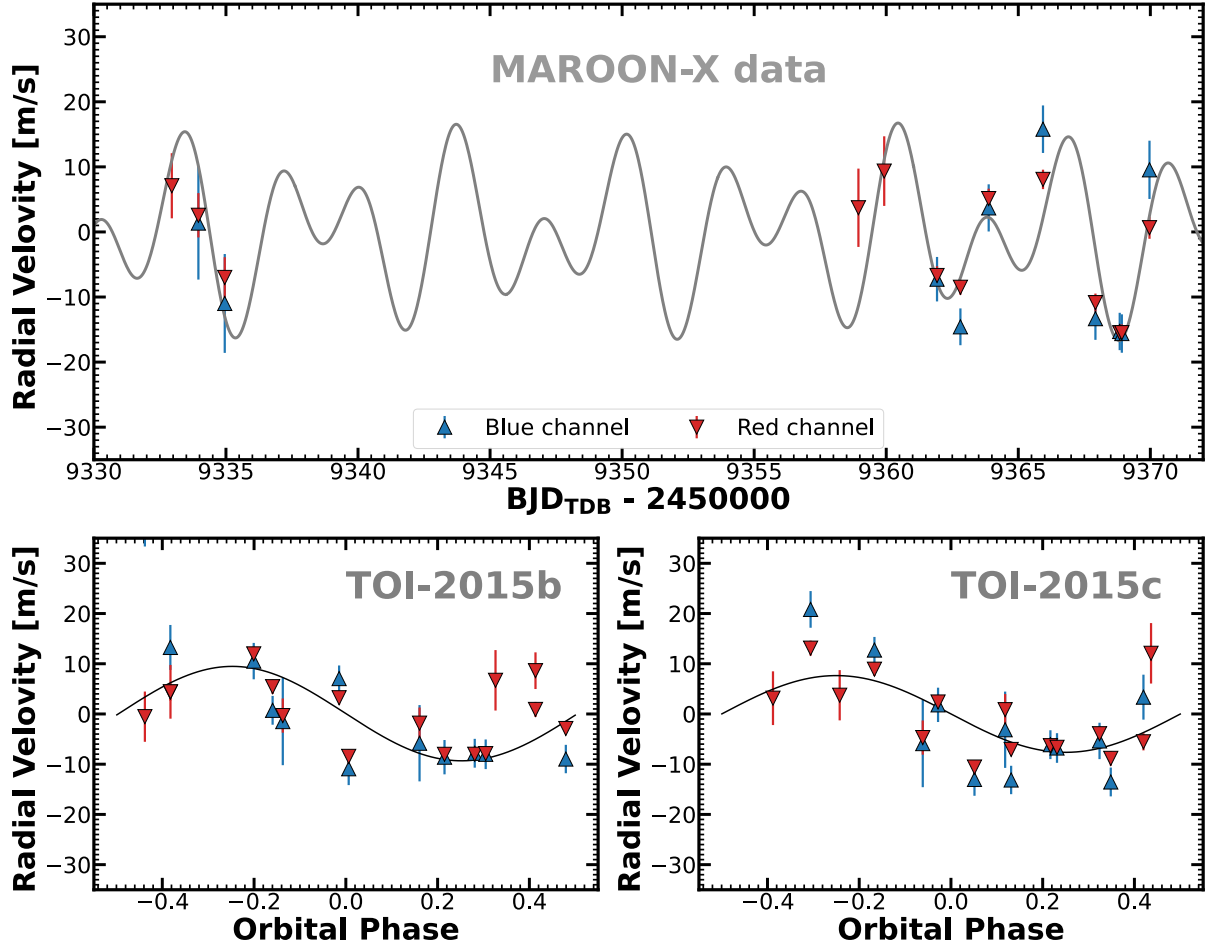 MAROON-X data
Radial Velovity [m/s]
30
20
10
0
−10
−20
−30
Blue channel
Red channel
9330 9335 9340 9345 9350 9355 9360 9365 9370
BJD_TDB - 2450000
TOI-2015b
Radial Velovity [m/s]
30
20
10
0
−10
−20
−30
−0.4 −0.2 0.0 0.2 0.4
Orbital Phase
TOI-2015c
Radial Velovity [m/s]
30
20
10
0
−10
−20
−30
−0.4 −0.2 0.0 0.2 0.4
Orbital Phase